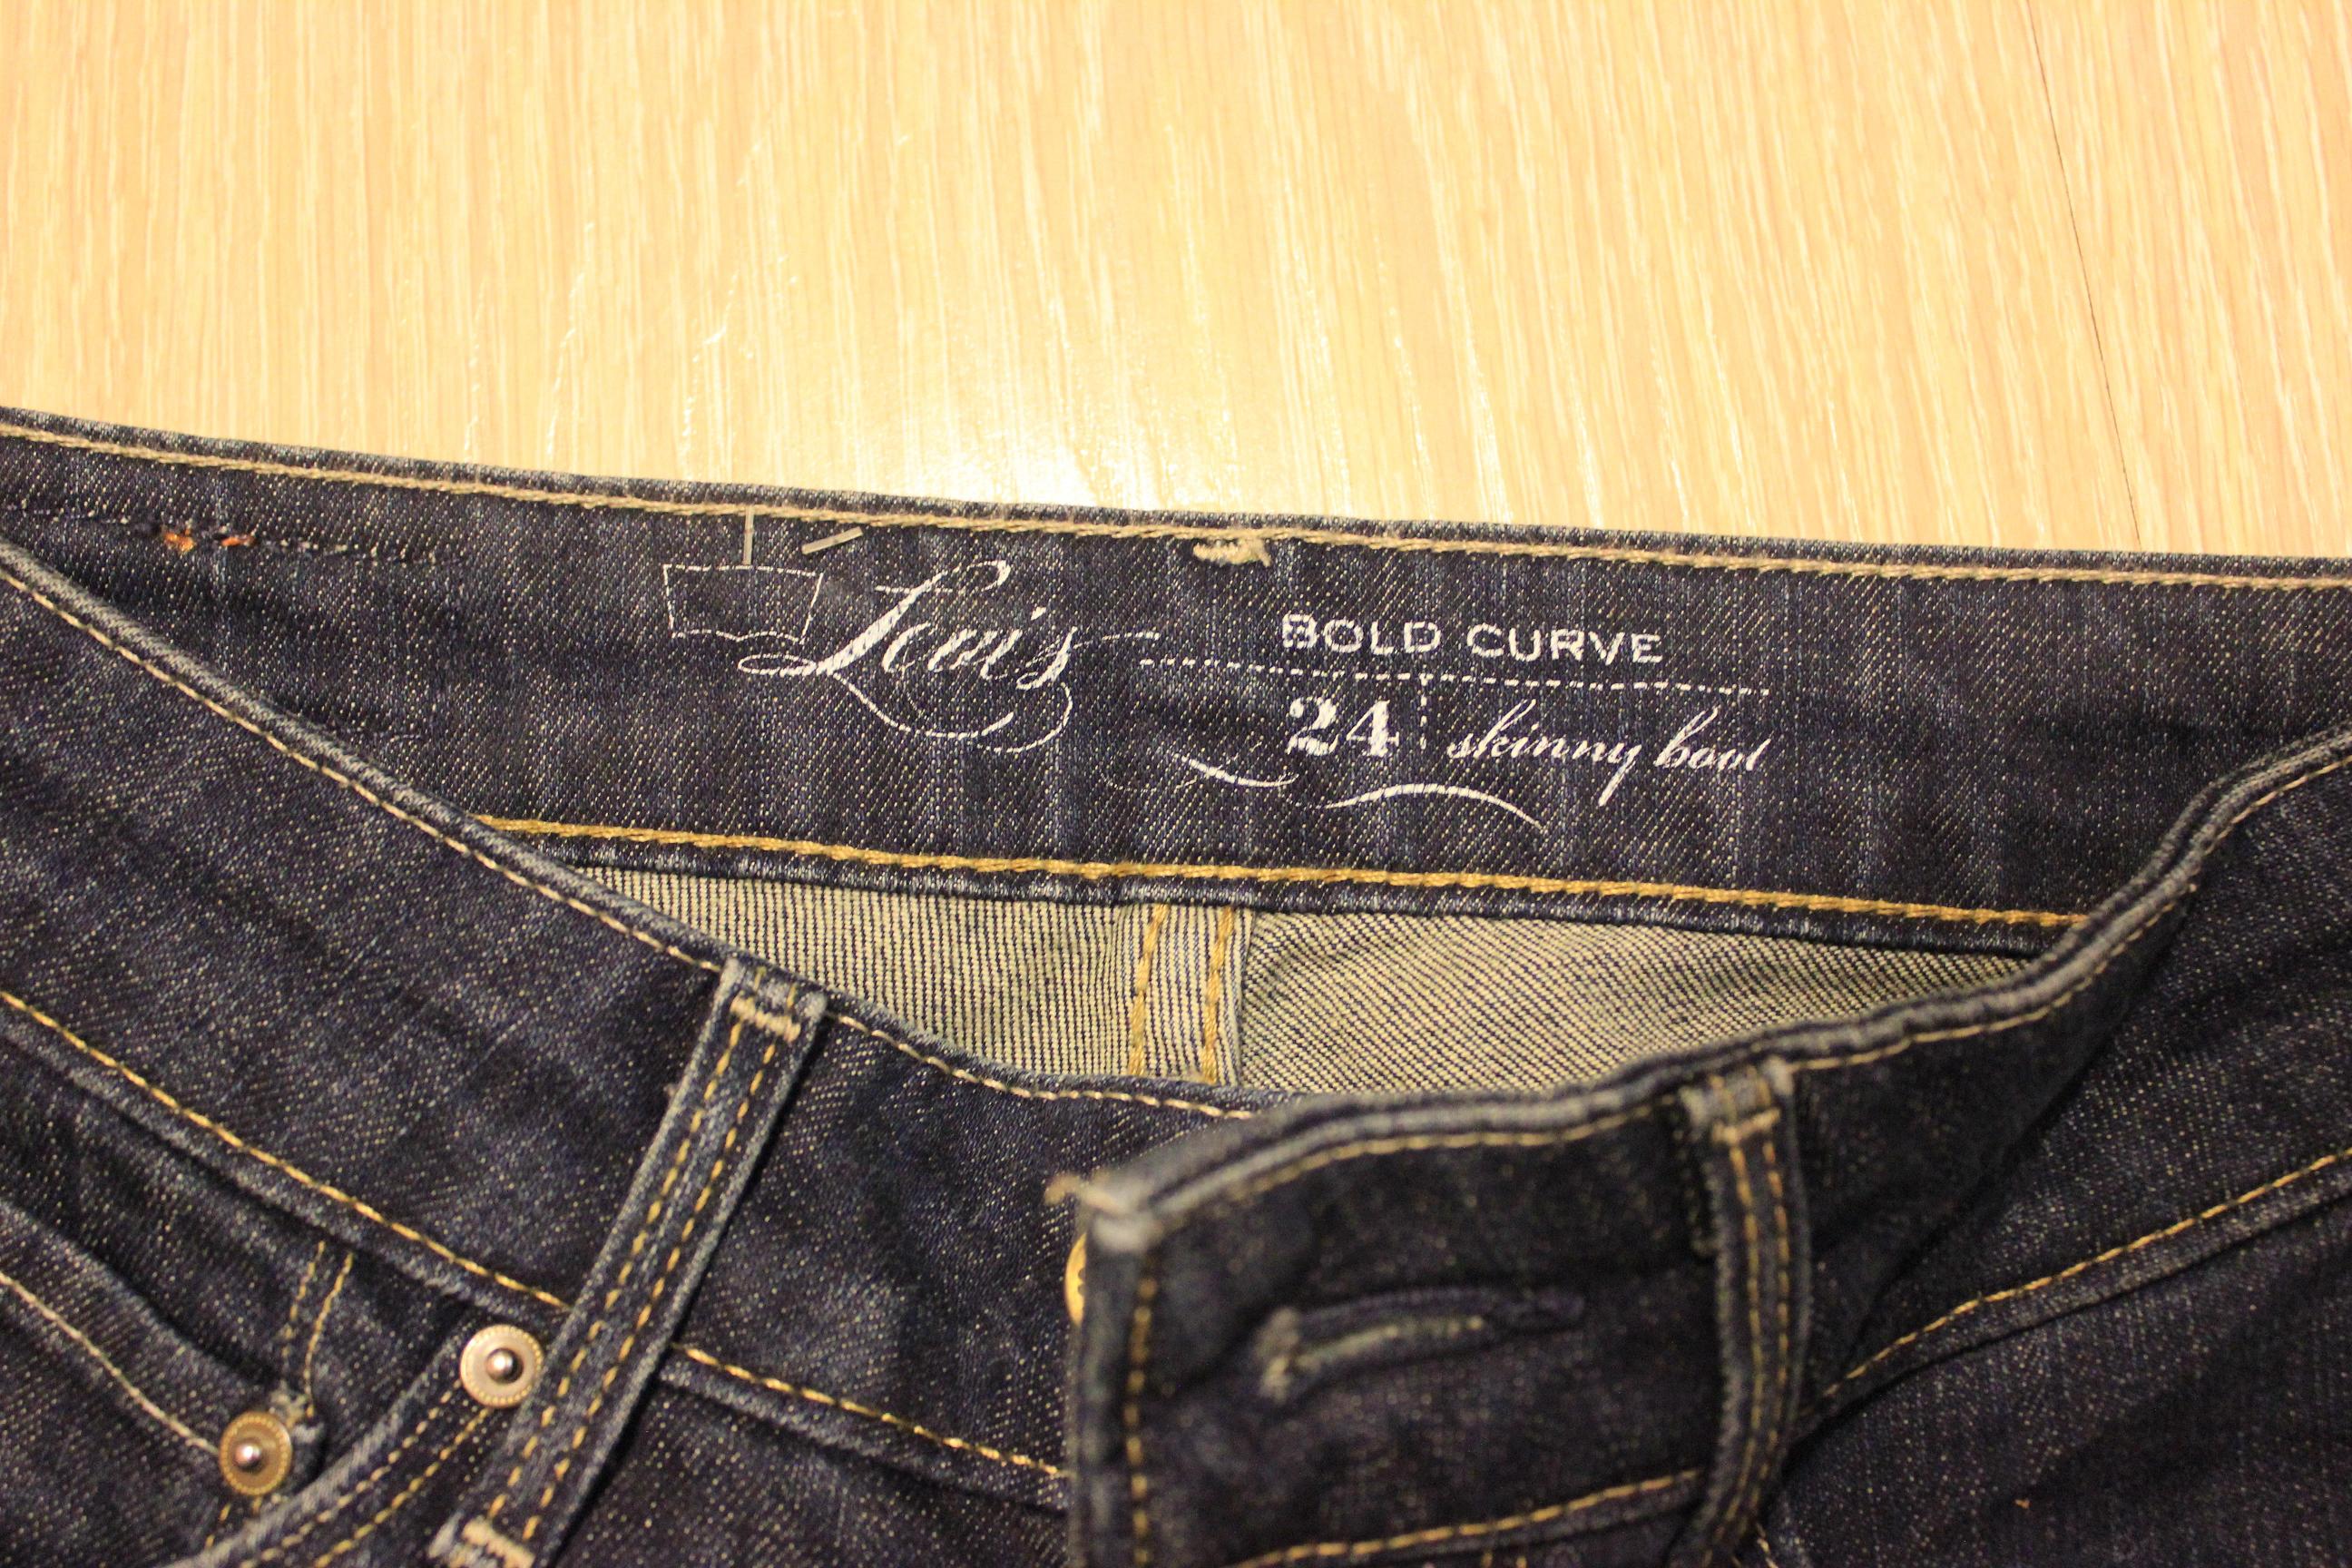 Levi's
BOLD CURVE
24 skinny boot